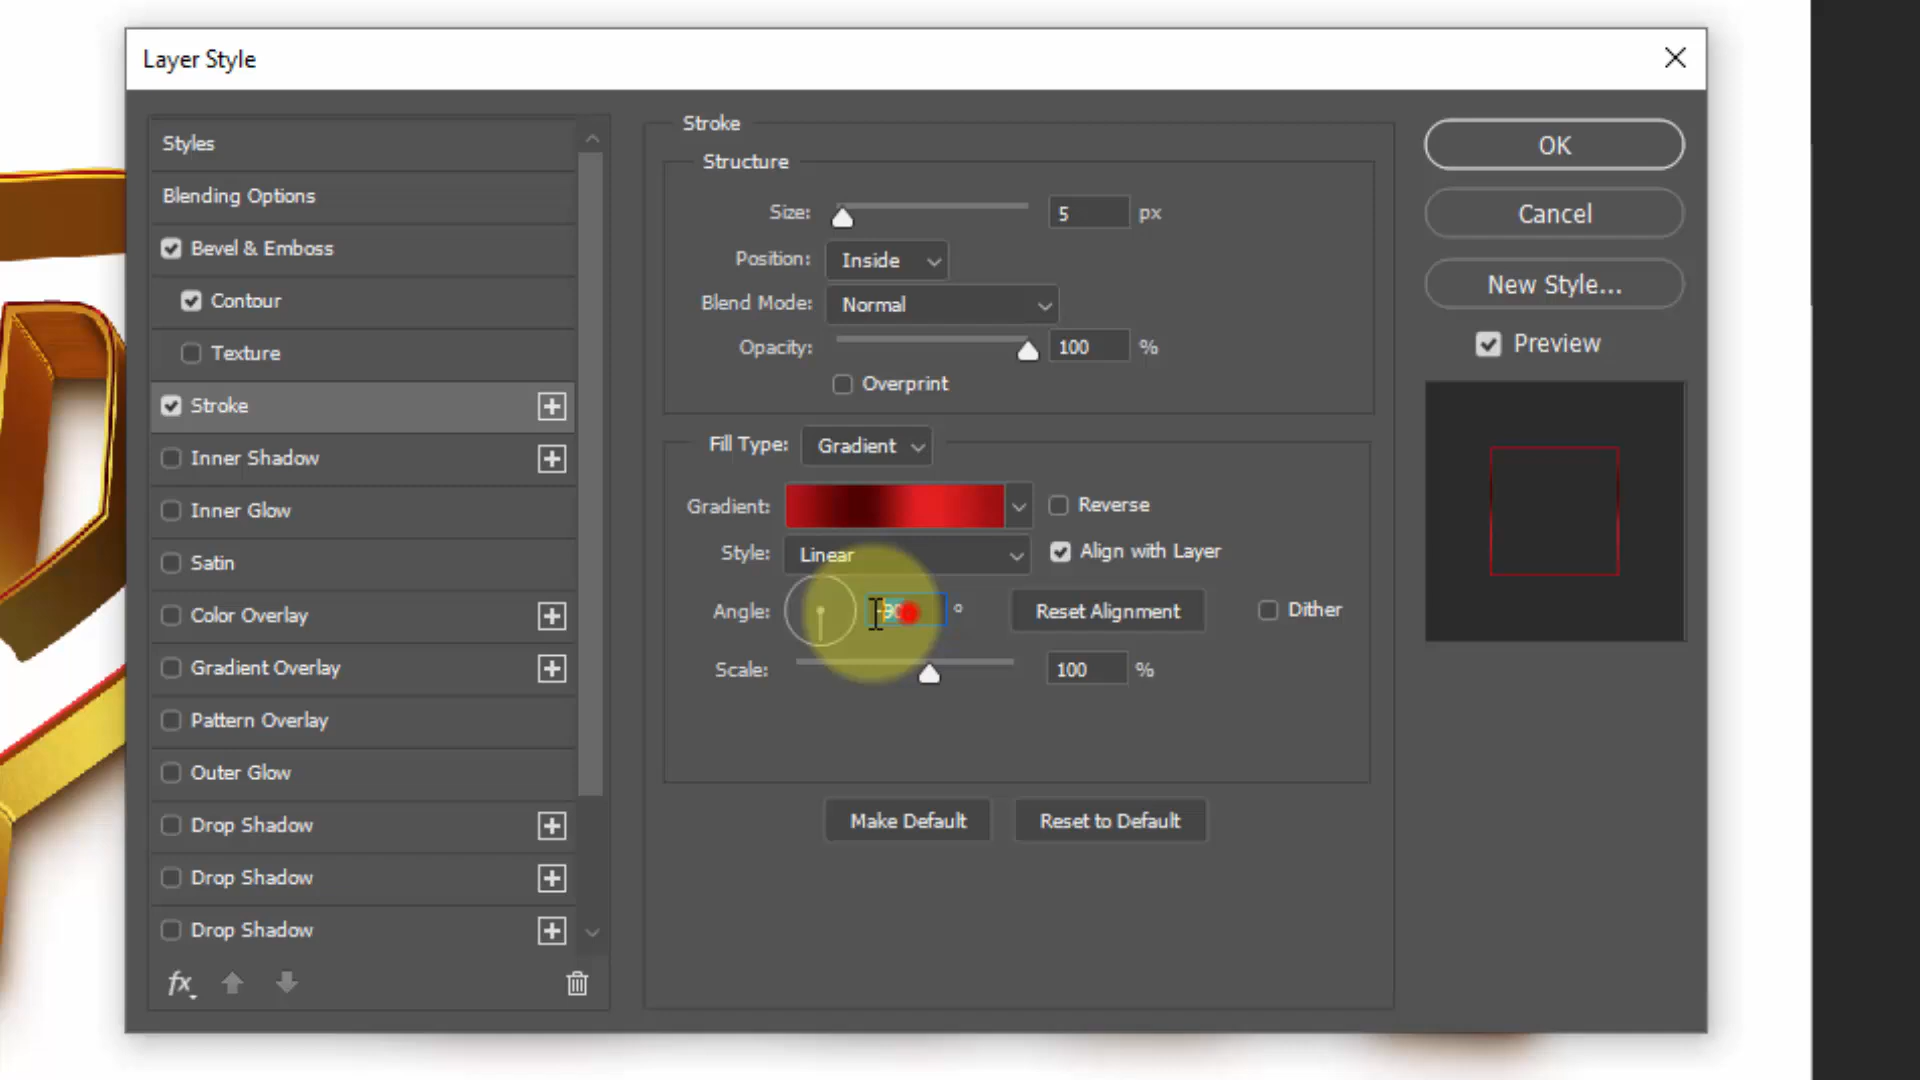 Layer Style
Styles
Blending Options
Bevel & Emboss
Contour
Texture
Stroke
Inner Shadow
Inner Glow
Satin
Color Overlay
Gradient Overlay
Pattern Overlay
Outer Glow
Drop Shadow
Drop Shadow
Drop Shadow
fx
Stroke
Structure
Size: 5 px
Position: Inside
Blend Mode: Normal
Opacity: 100 %
Overprint
Fill Type: Gradient
Gradient: Reverse
Style: Linear Align with Layer
Angle: -90 ° Reset Alignment Dither
Scale: 100 %
Make Default Reset to Default
OK
Cancel
New Style...
Preview